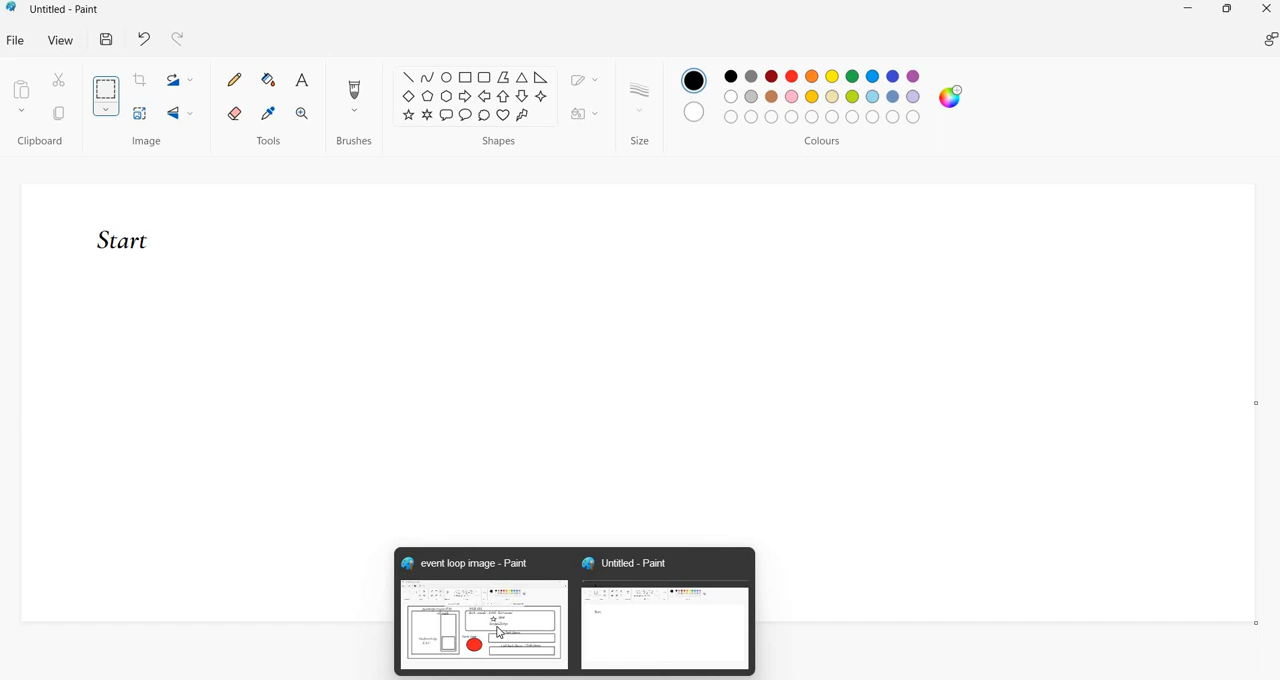 Untitled - Paint
File View
Clipboard Image Tools Brushes Shapes Size Colours
Start
event loop image - Paint Untitled - Paint